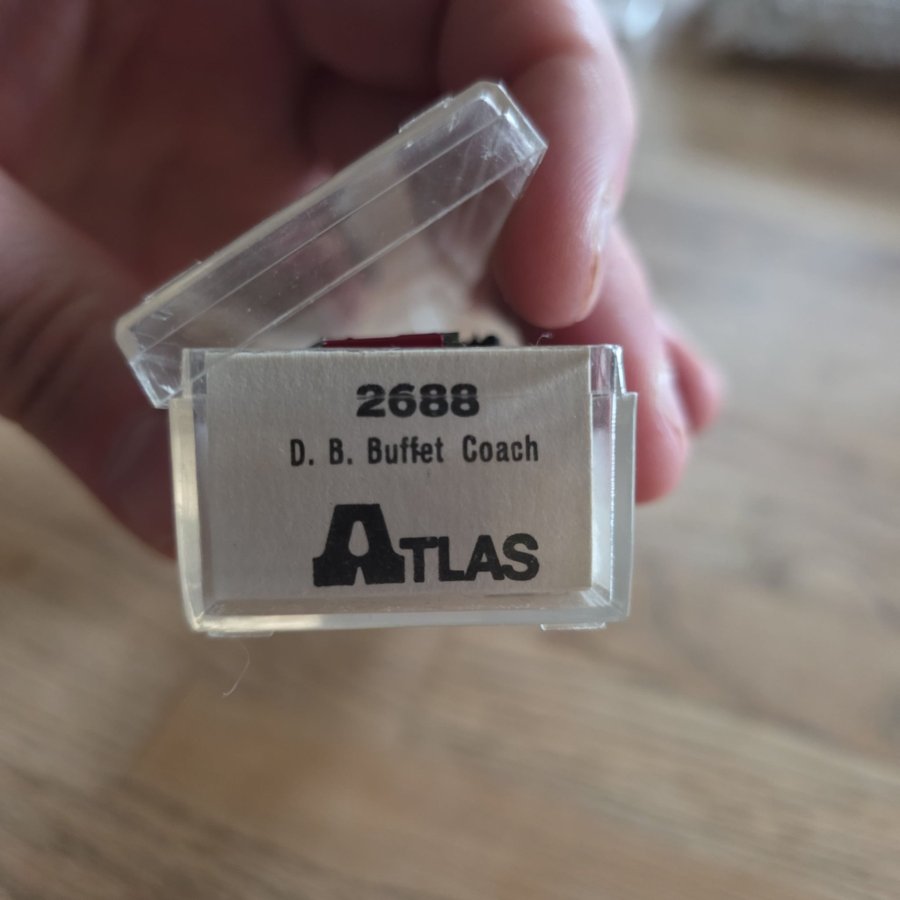 2688
D. B. Buffet Coach
ATLAS